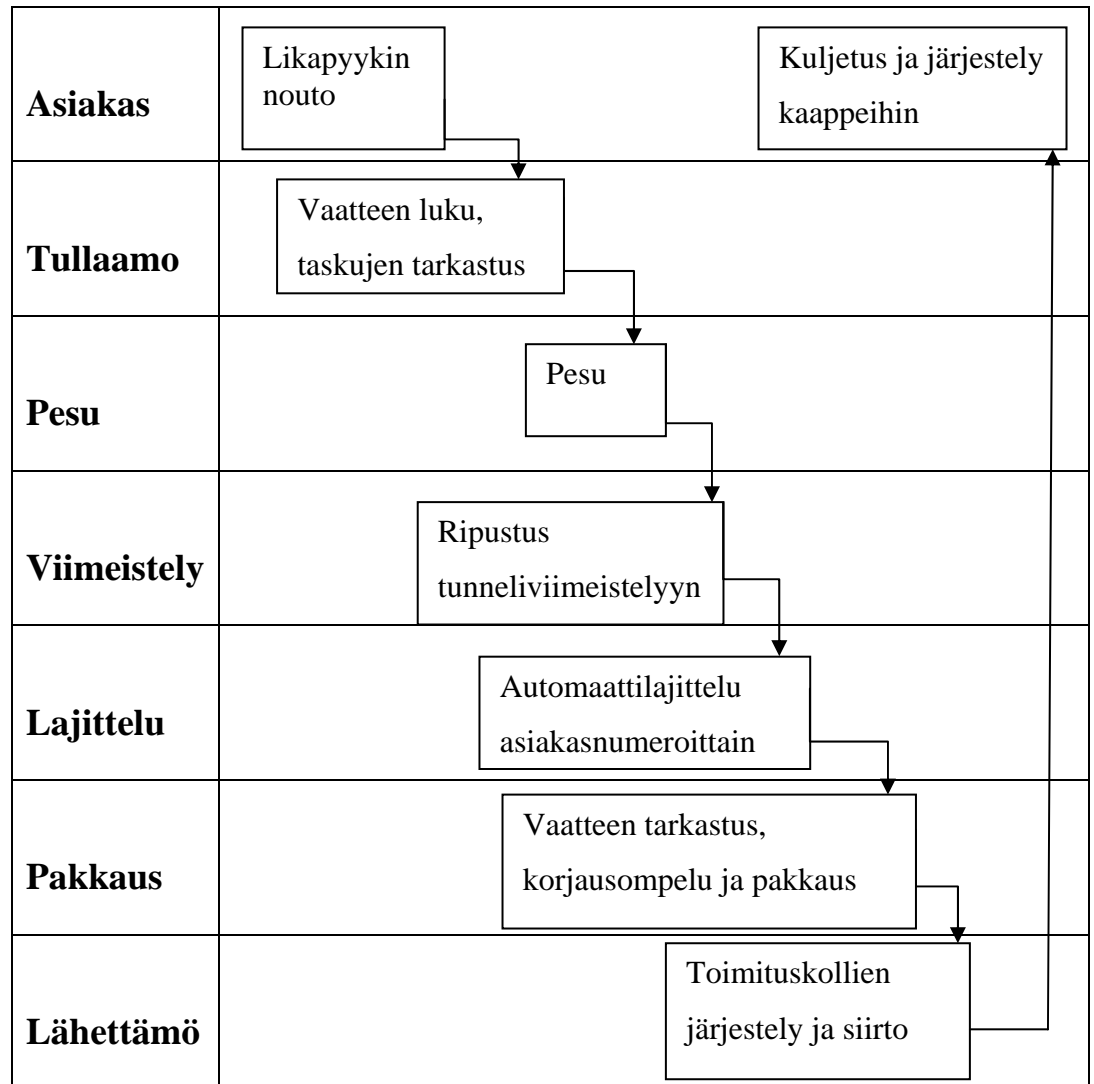 Asiakas
Likapyykin
nouto
Kuljetus ja järjestely
kaappeihin
Tullaamo
Vaatteen luku,
taskujen tarkastus
Pesu
Pesu
Viimeistely
Ripustus
tunneliviimeistelyyn
Lajittelu
Automaattilajittelu
asiakasnumeroittain
Pakkaus
Vaatteen tarkastus,
korjausompelu ja pakkaus
Lähettämö
Toimituskollien
järjestely ja siirto